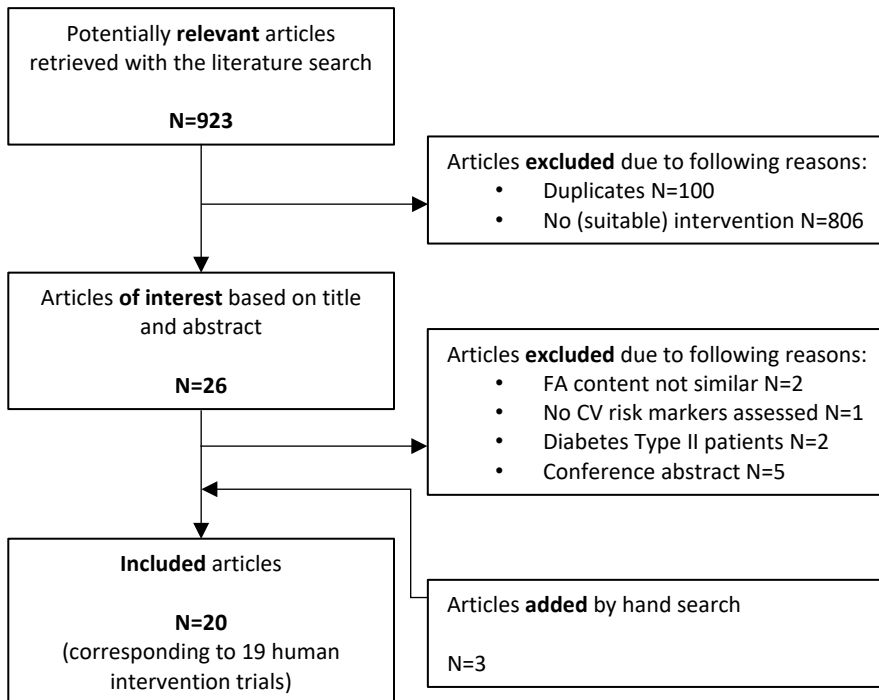 Potentially relevant articles
retrieved with the literature search
N=923
Articles excluded due to following reasons:
• Duplicates N=100
• No (suitable) intervention N=806
Articles of interest based on title
and abstract
N=26
Articles excluded due to following reasons:
• FA content not similar N=2
• No CV risk markers assessed N=1
• Diabetes Type II patients N=2
• Conference abstract N=5
Included articles
N=20
(corresponding to 19 human
intervention trials)
Articles added by hand search
N=3